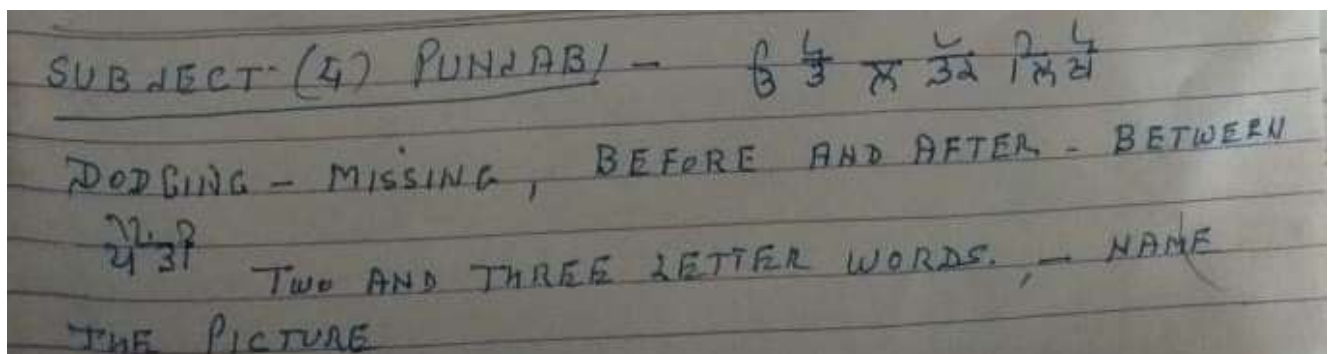 SUBJECT-(4) PUNJABI - ੳ ਤੋਂ ਲ ਤੱਕ ਲਿਖੋ
DODGING - MISSING, BEFORE AND AFTER - BETWEEN
TWO AND THREE LETTER WORDS. - NAME
THE PICTURE